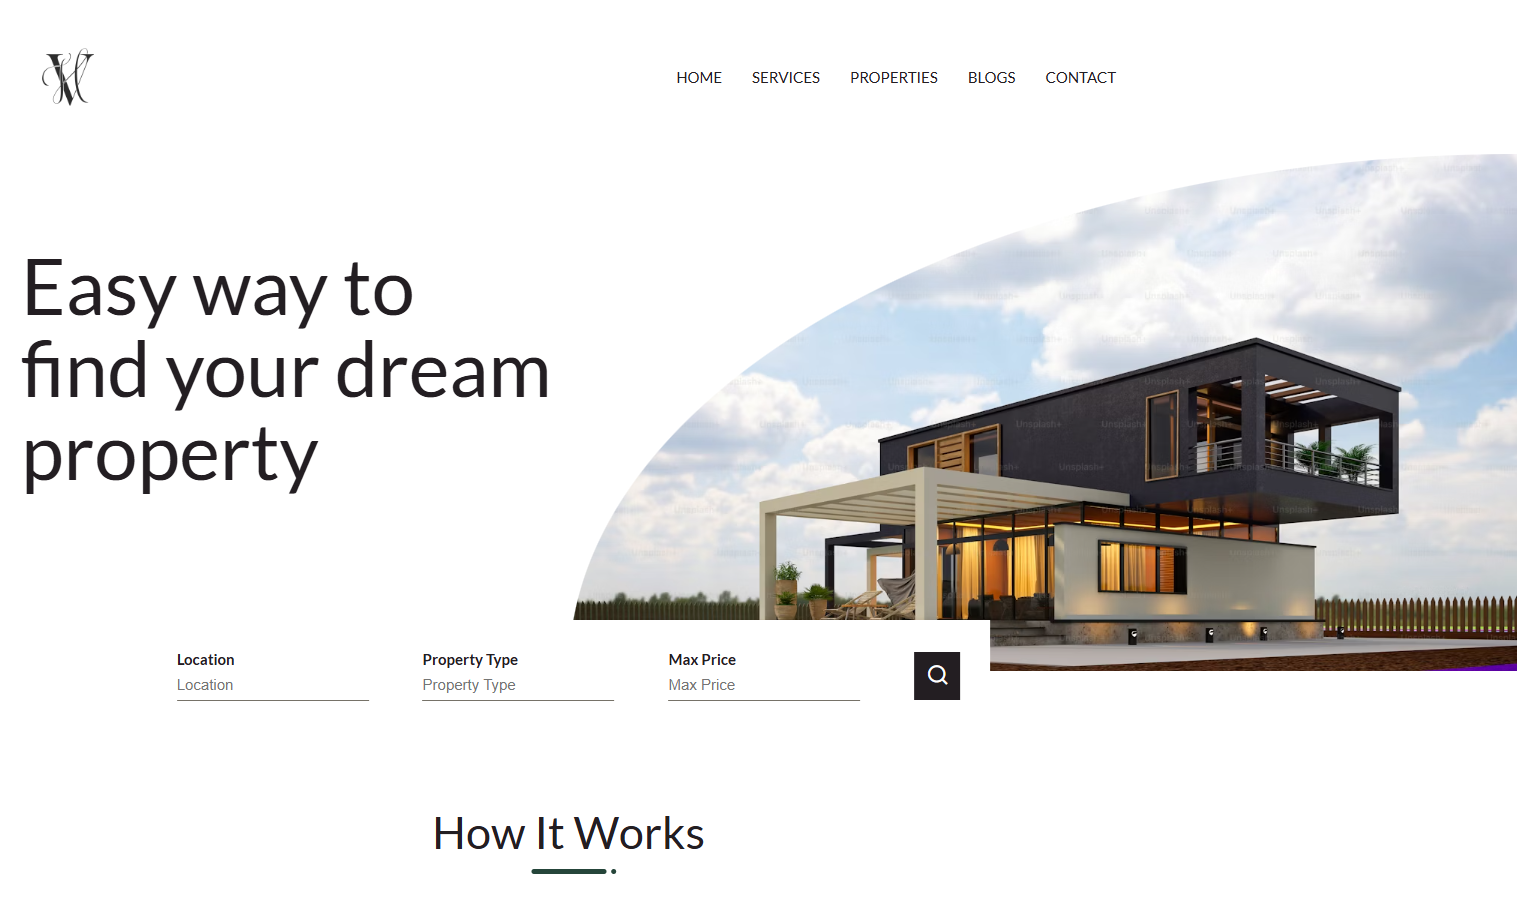 HOME SERVICES PROPERTIES BLOGS CONTACT
Easy way to
find your dream
property
Location Property Type Max Price
Location Property Type Max Price
How It Works
Unsplash+